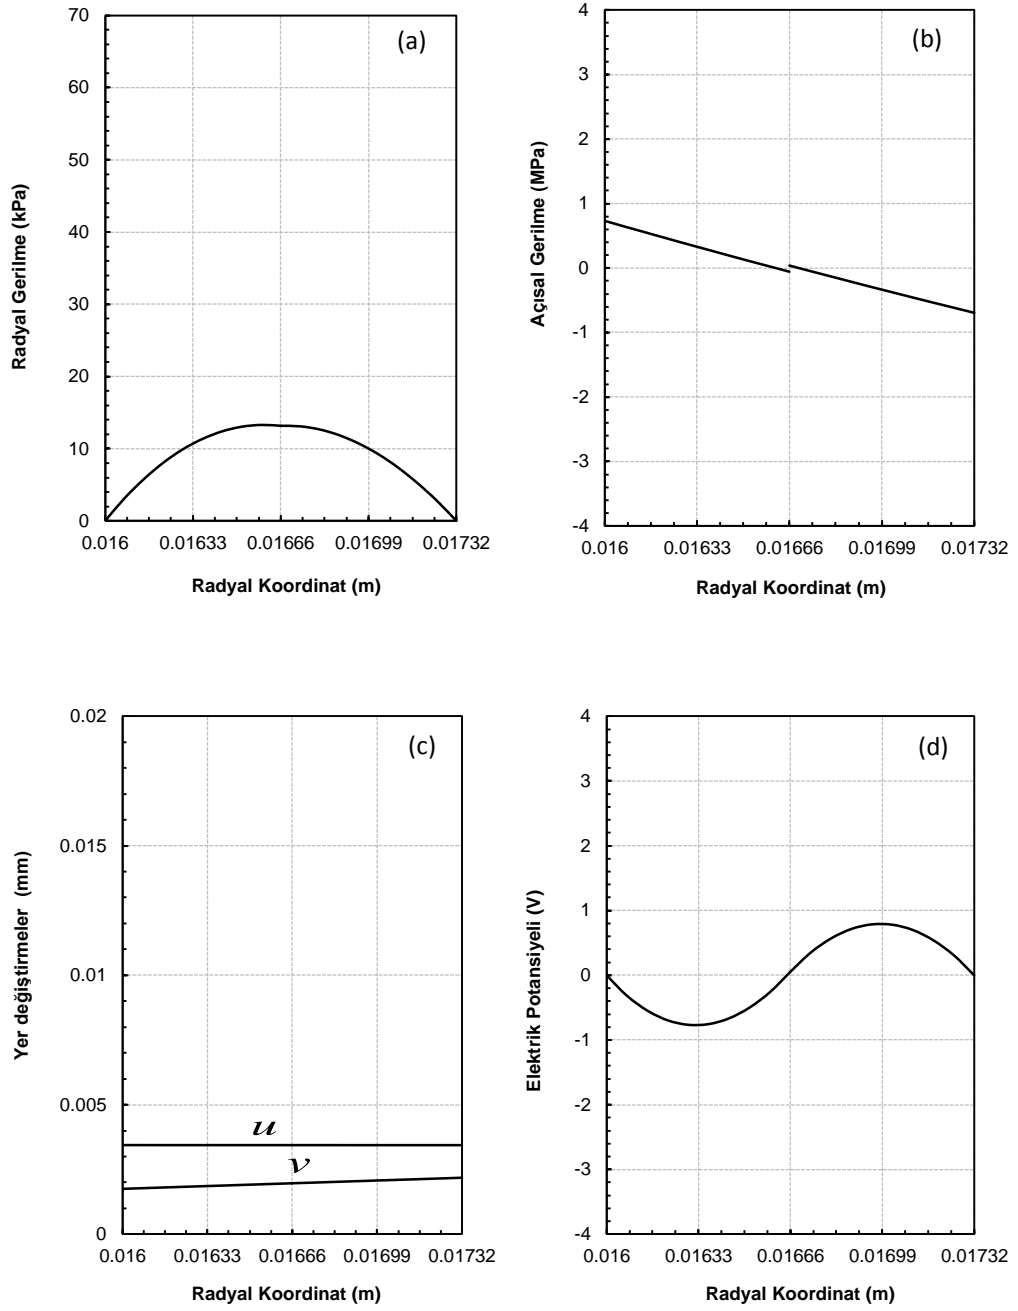 (a)
70
60
50
40
30
20
10
0
0.016 0.01633 0.01666 0.01699 0.01732
Radyal Gerilme (kPa)
Radyal Koordinat (m)
(b)
4
3
2
1
0
-1
-2
-3
-4
0.016 0.01633 0.01666 0.01699 0.01732
Açısal Gerilme (MPa)
Radyal Koordinat (m)
(c)
0.02
0.015
0.01
0.005
0
u
v
0.016 0.01633 0.01666 0.01699 0.01732
Yer değiştirmeler (mm)
Radyal Koordinat (m)
(d)
4
3
2
1
0
-1
-2
-3
-4
0.016 0.01633 0.01666 0.01699 0.01732
Elektrik Potansiyeli (V)
Radyal Koordinat (m)